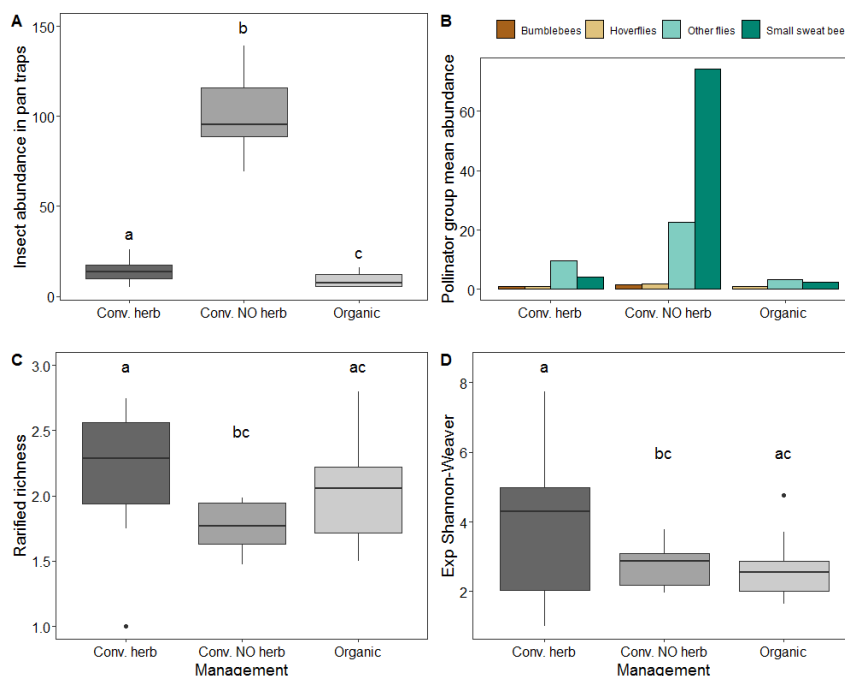 A
Insect abundance in pan traps
150
100
50
0
a
b
c
Conv. herb
Conv. NO herb
Organic
B
Bumblebees
Hoverflies
Other flies
Small sweat bee
Pollinator group mean abundance
60
40
20
0
Conv. herb
Conv. NO herb
Organic
C
Rarified richness
3.0
2.5
2.0
1.5
1.0
a
bc
ac
Conv. herb
Conv. NO herb
Organic
Management
D
Exp Shannon-Weaver
8
6
4
2
a
bc
ac
Conv. herb
Conv. NO herb
Organic
Management